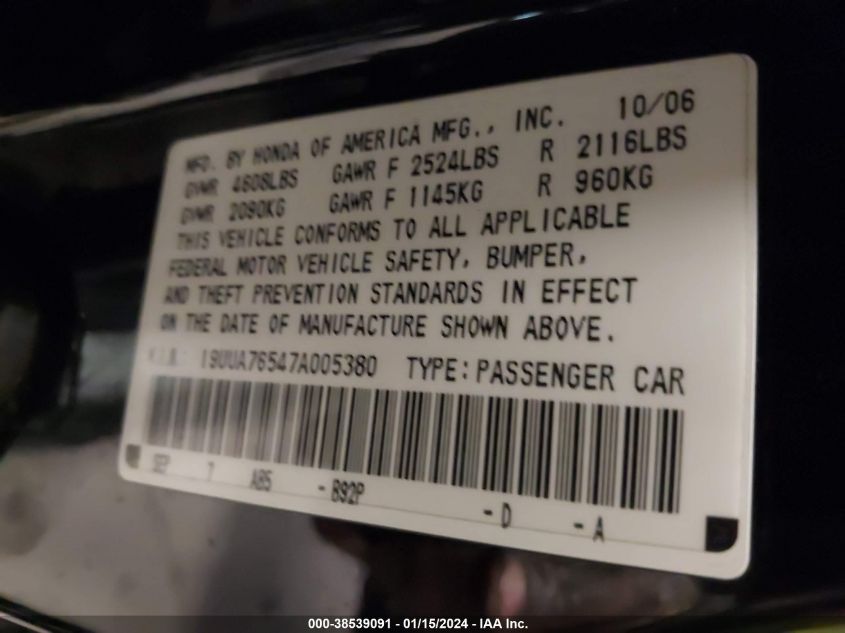 MFD. BY HONDA OF AMERICA MFG., INC. 10/06
GVWR 4608LBS GAWR F 2524LBS R 2116LBS
GVWR 2090KG GAWR F 1145KG R 960KG
THIS VEHICLE CONFORMS TO ALL APPLICABLE
FEDERAL MOTOR VEHICLE SAFETY, BUMPER,
AND THEFT PREVENTION STANDARDS IN EFFECT
ON THE DATE OF MANUFACTURE SHOWN ABOVE.
V.I.N.: 19UUA76547A005380 TYPE: PASSENGER CAR
SEP 7 AB5 - B92P - D - A
000-38539091 - 01/15/2024 - IAA Inc.